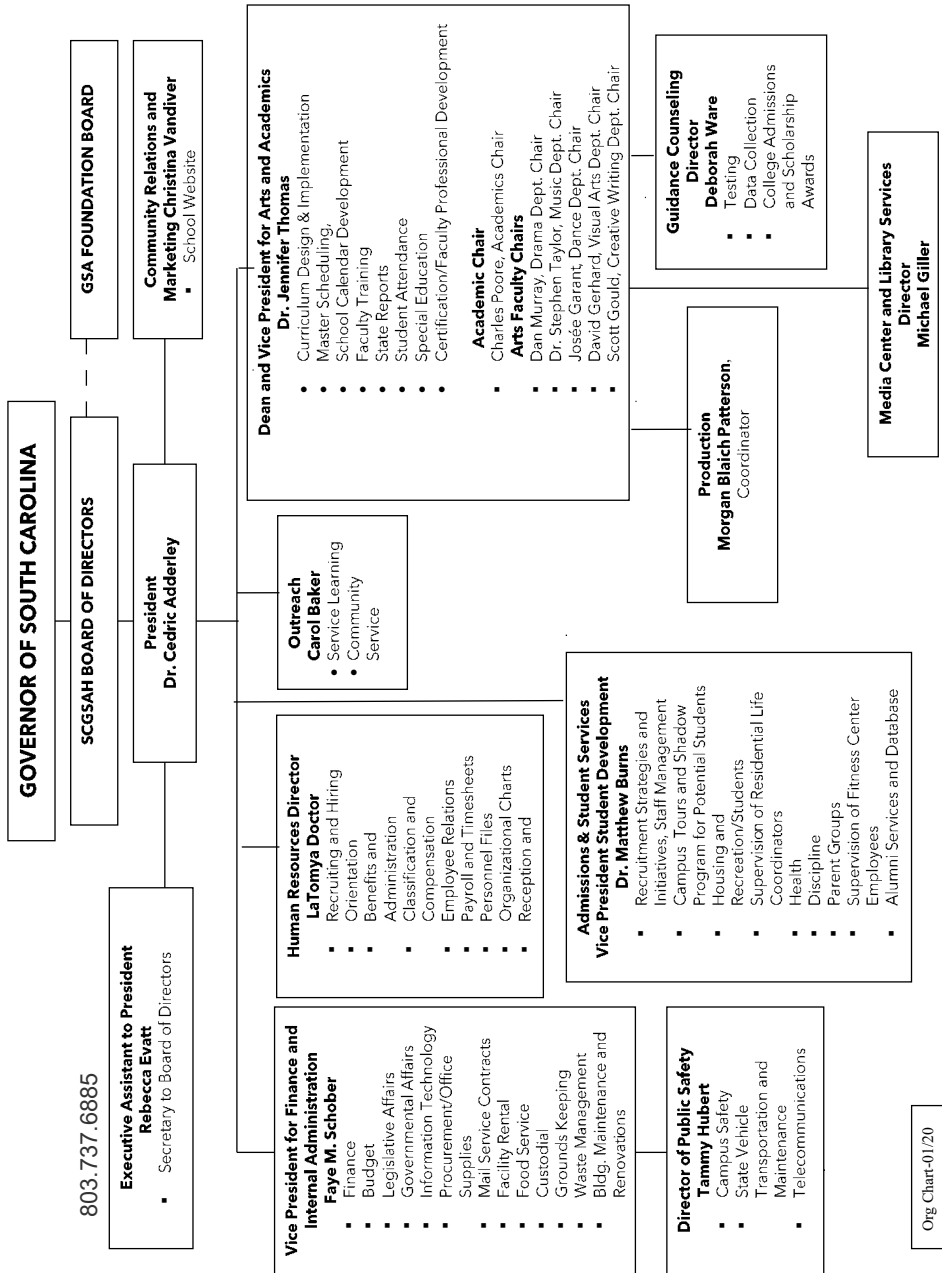 GOVERNOR OF SOUTH CAROLINA
SCGSAH BOARD OF DIRECTORS
GSA FOUNDATION BOARD
803.737.6885
Executive Assistant to President
Rebecca Evatt
▪ Secretary to Board of Directors
President
Dr. Cedric Adderley
Community Relations and
Marketing Christina Vandiver
▪ School Website
Vice President for Finance and
Internal Administration
Faye M. Schober
▪ Finance
▪ Budget
▪ Legislative Affairs
▪ Governmental Affairs
▪ Information Technology
▪ Procurement/Office
Supplies
▪ Mail Service Contracts
▪ Facility Rental
▪ Food Service
▪ Custodial
▪ Grounds Keeping
▪ Waste Management
▪ Bldg. Maintenance and
Renovations
Human Resources Director
LaTomya Doctor
▪ Recruiting and Hiring
▪ Orientation
▪ Benefits and
Administration
▪ Classification and
Compensation
▪ Employee Relations
▪ Payroll and Timesheets
▪ Personnel Files
▪ Organizational Charts
▪ Reception and
Outreach
Carol Baker
• Service Learning
• Community
Service
Dean and Vice President for Arts and Academics
Dr. Jennifer Thomas
• Curriculum Design & Implementation
• Master Scheduling,
• School Calendar Development
• Faculty Training
• State Reports
• Student Attendance
• Special Education
• Certification/Faculty Professional Development
Academic Chair
▪ Charles Poore, Academics Chair
Arts Faculty Chairs
▪ Dan Murray, Drama Dept. Chair
▪ Dr. Stephen Taylor, Music Dept. Chair
▪ Josée Garant, Dance Dept. Chair
▪ David Gerhard, Visual Arts Dept. Chair
▪ Scott Gould, Creative Writing Dept. Chair
Director of Public Safety
Tammy Hubert
▪ Campus Safety
▪ State Vehicle
Transportation and
Maintenance
▪ Telecommunications
Admissions & Student Services
Vice President Student Development
Dr. Matthew Burns
▪ Recruitment Strategies and
Initiatives, Staff Management
▪ Campus Tours and Shadow
Program for Potential Students
▪ Housing and
Recreation/Students
▪ Supervision of Residential Life
Coordinators
▪ Health
▪ Discipline
▪ Parent Groups
▪ Supervision of Fitness Center
Employees
▪ Alumni Services and Database
Production
Morgan Blaich Patterson,
Coordinator
Guidance Counseling
Director
Deborah Ware
▪ Testing
▪ Data Collection
▪ College Admissions
and Scholarship
Awards
Media Center and Library Services
Director
Michael Giller
Org Chart-01/20